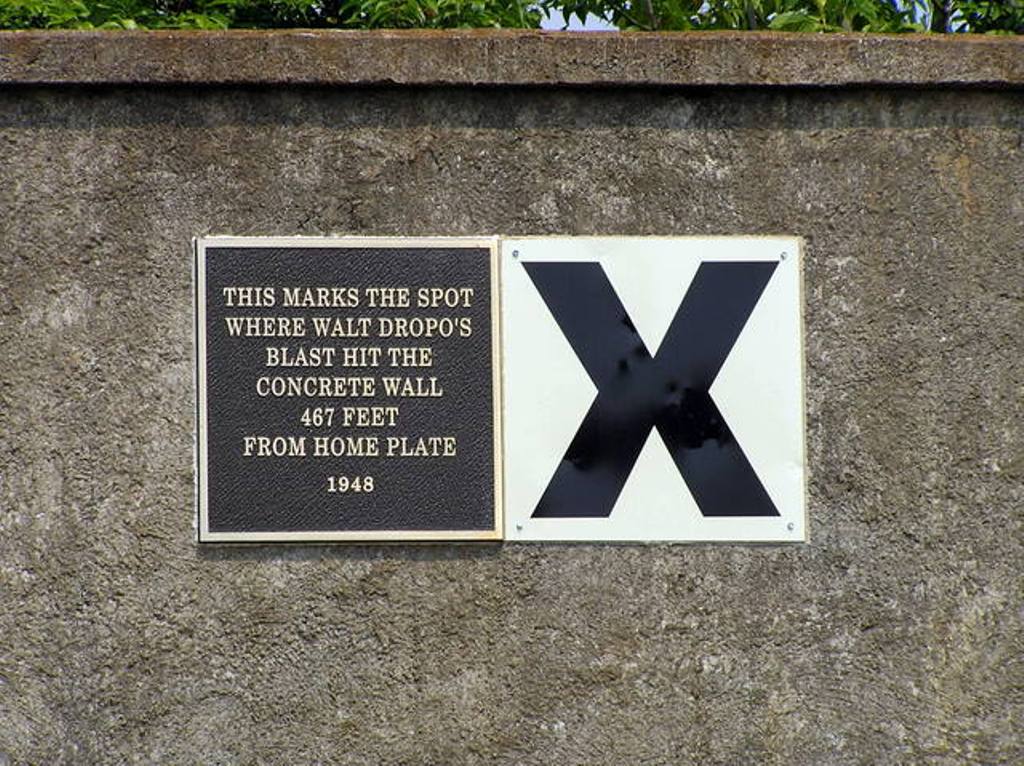 THIS MARKS THE SPOT
WHERE WALT DROPO'S
BLAST HIT THE
CONCRETE WALL
467 FEET
FROM HOME PLATE
1948
X